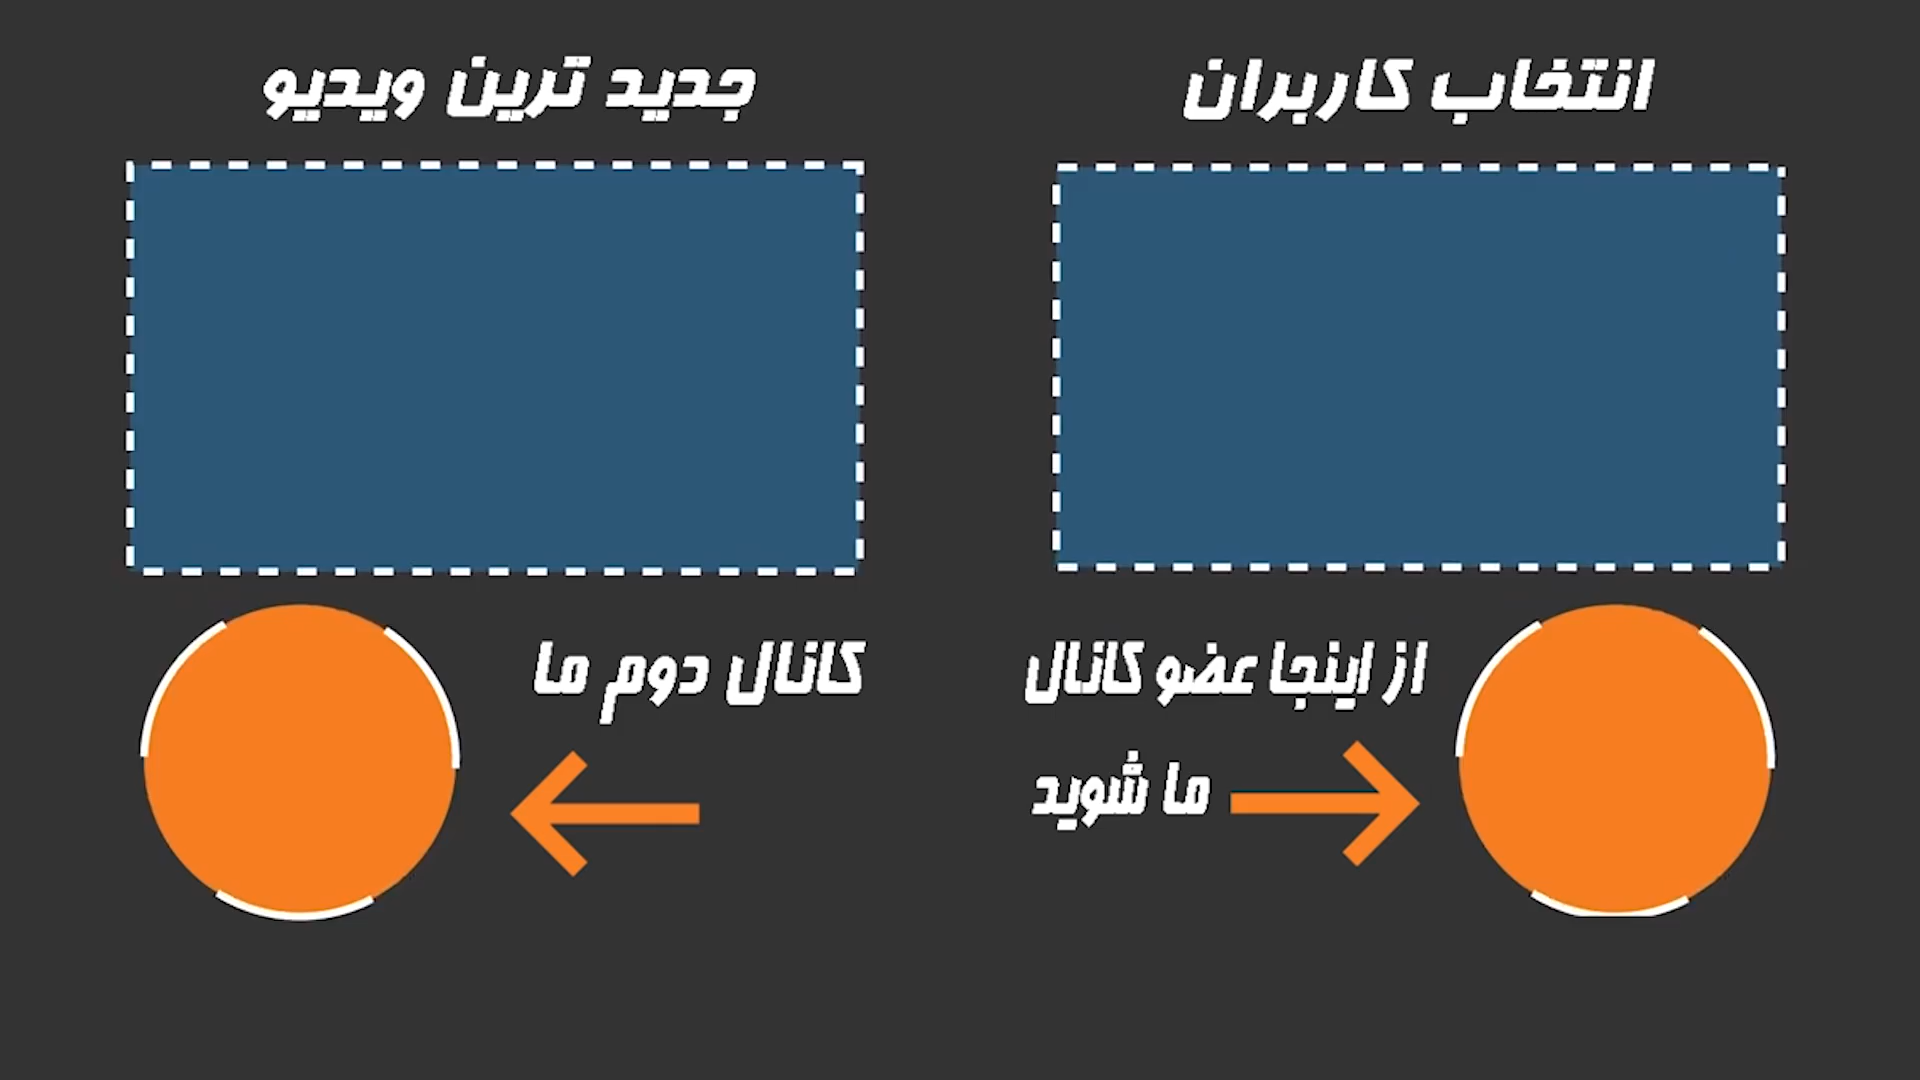 انتخاب کاربران
جدید ترین ویدیو
از اینجا عضو کانال
ما شوید
کانال دوم ما